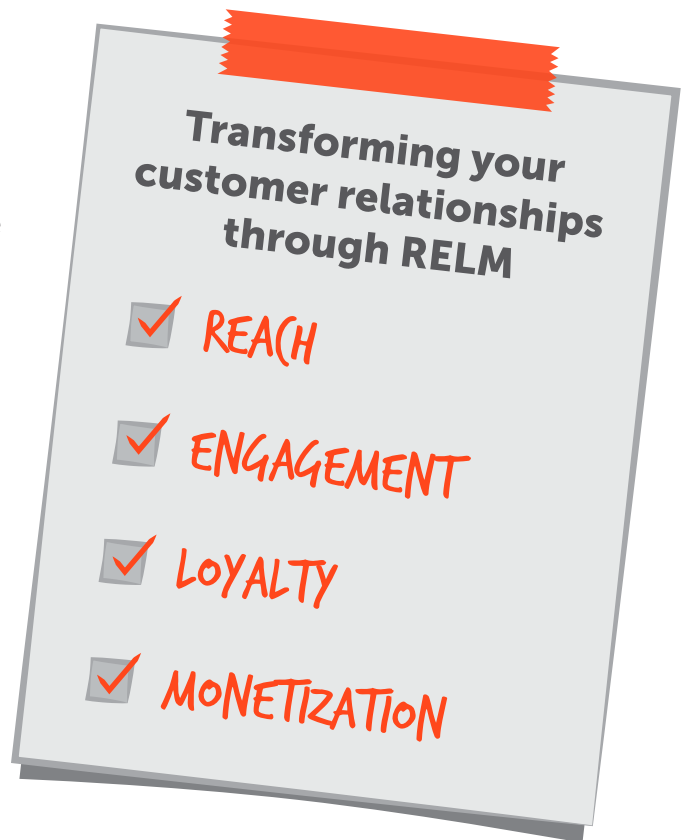 Transforming your
customer relationships
through RELM
REACH
ENGAGEMENT
LOYALTY
MONETIZATION